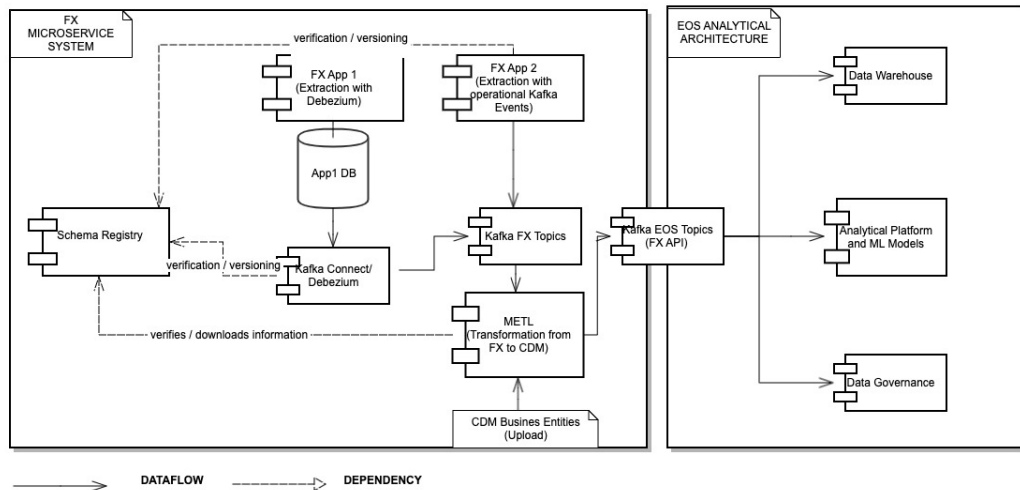 FX
MICROSERVICE
SYSTEM
EOS ANALYTICAL
ARCHITECTURE
verification / versioning
FX App 1
(Extraction with
Debezium)
FX App 2
(Extraction with
operational Kafka
Events)
Data Warehouse
App1 DB
Schema Registry
Kafka FX Topics
Kafka EOS Topics
(FX API)
Analytical Platform
and ML Models
verification / versioning
Kafka Connect/
Debezium
METL
(Transformation from
FX to CDM)
verifies / downloads information
Data Governance
CDM Busines Entities
(Upload)
DATAFLOW
DEPENDENCY